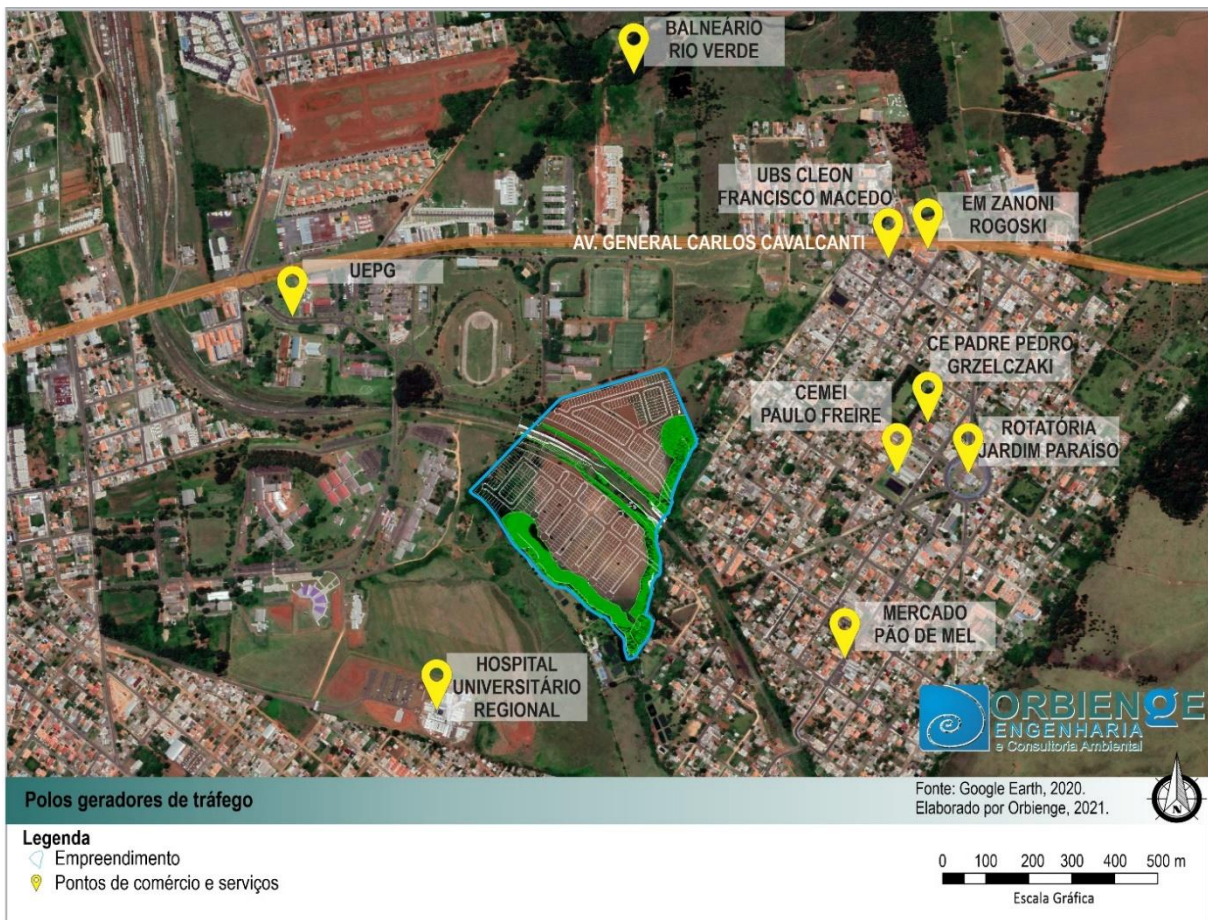 BALNEÁRIO
RIO VERDE
UBS CLEON
FRANCISCO MACEDO
EM ZANONI
ROGOSKI
AV. GENERAL CARLOS CAVALCANTI
UEPG
CE PADRE PEDRO
GRZELCZAKI
CEMEI
PAULO FREIRE
ROTATÓRIA
JARDIM PARAÍSO
MERCADO
PÃO DE MEL
HOSPITAL
UNIVERSITÁRIO
REGIONAL
ORBIENGE
ENGENHARIA
e Consultoria Ambiental
Polos geradores de tráfego
Fonte: Google Earth, 2020.
Elaborado por Orbienge, 2021.
N
Legenda
Empreendimento
Pontos de comércio e serviços
0 100 200 300 400 500 m
Escala Gráfica